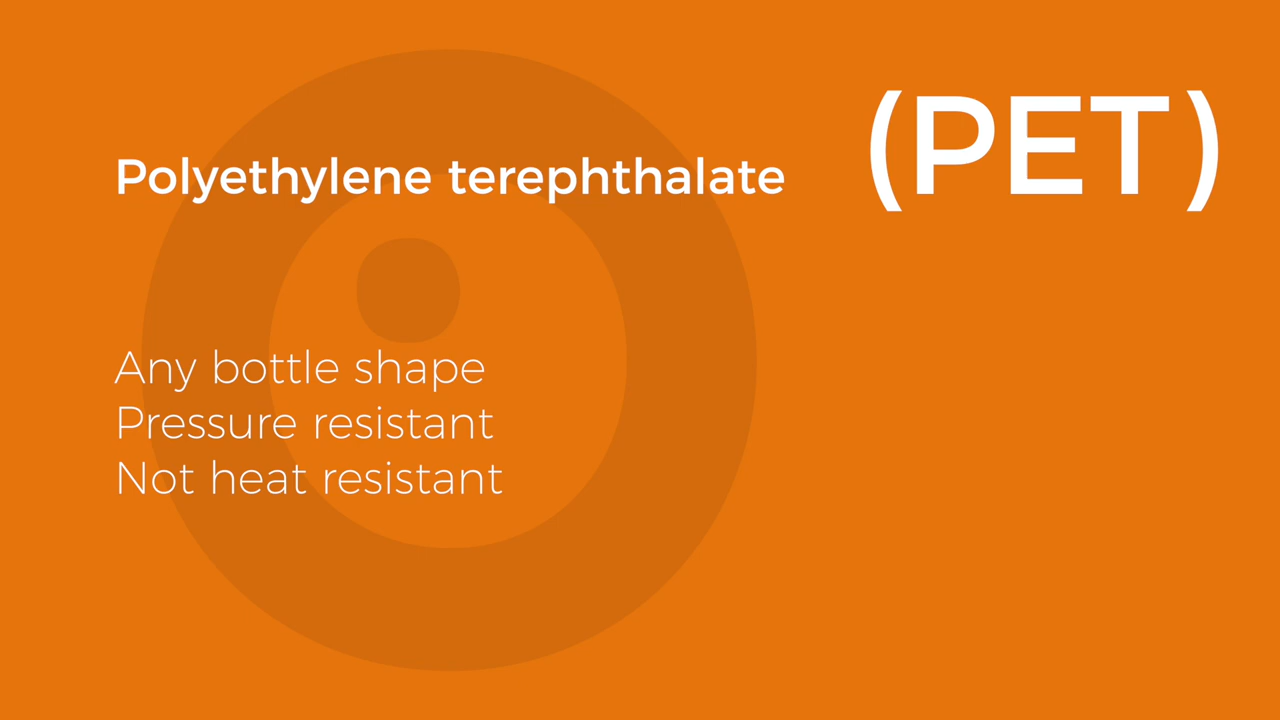 Polyethylene terephthalate
(PET)
Any bottle shape
Pressure resistant
Not heat resistant